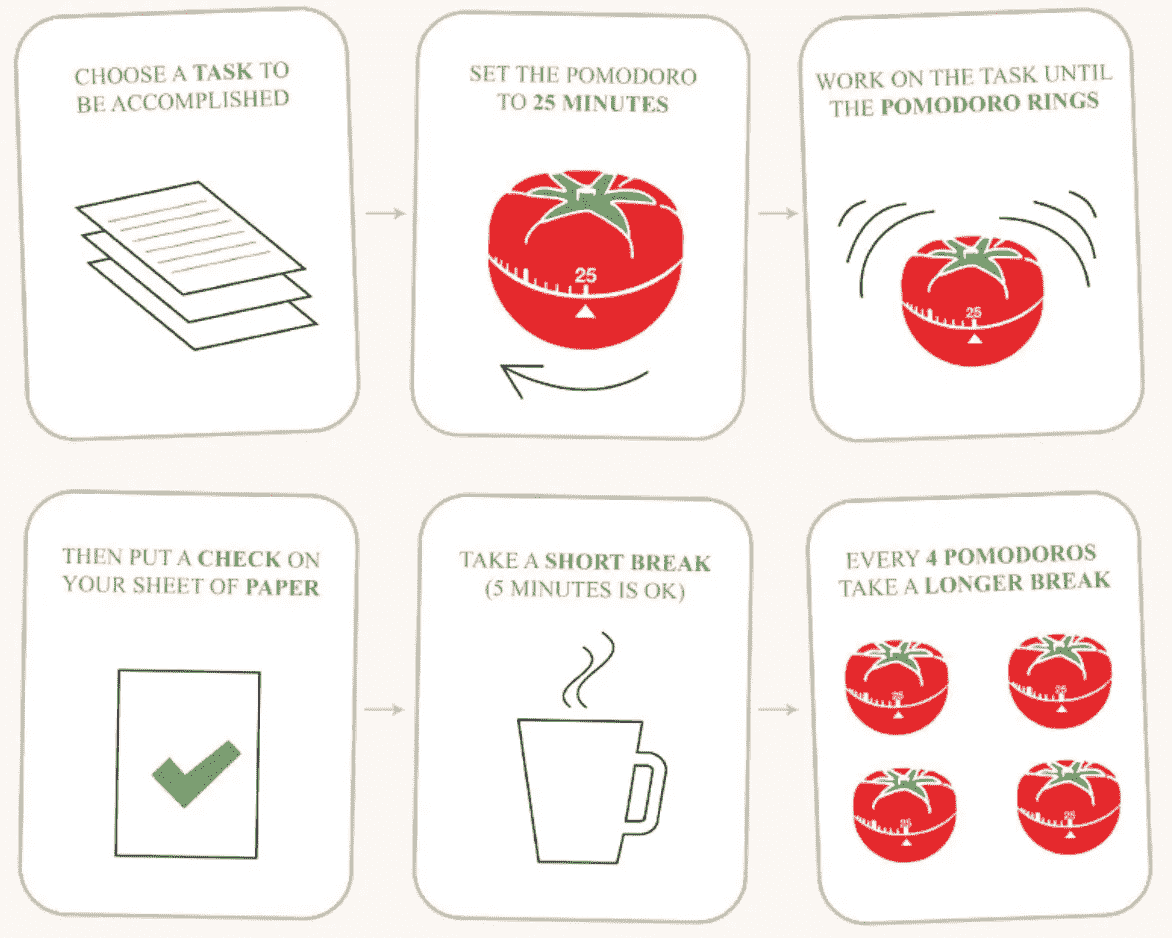 CHOOSE A TASK TO
BE ACCOMPLISHED
SET THE POMODORO
TO 25 MINUTES
25
WORK ON THE TASK UNTIL
THE POMODORO RINGS
25
THEN PUT A CHECK ON
YOUR SHEET OF PAPER
TAKE A SHORT BREAK
(5 MINUTES IS OK)
EVERY 4 POMODOROS
TAKE A LONGER BREAK
25
25
25
25